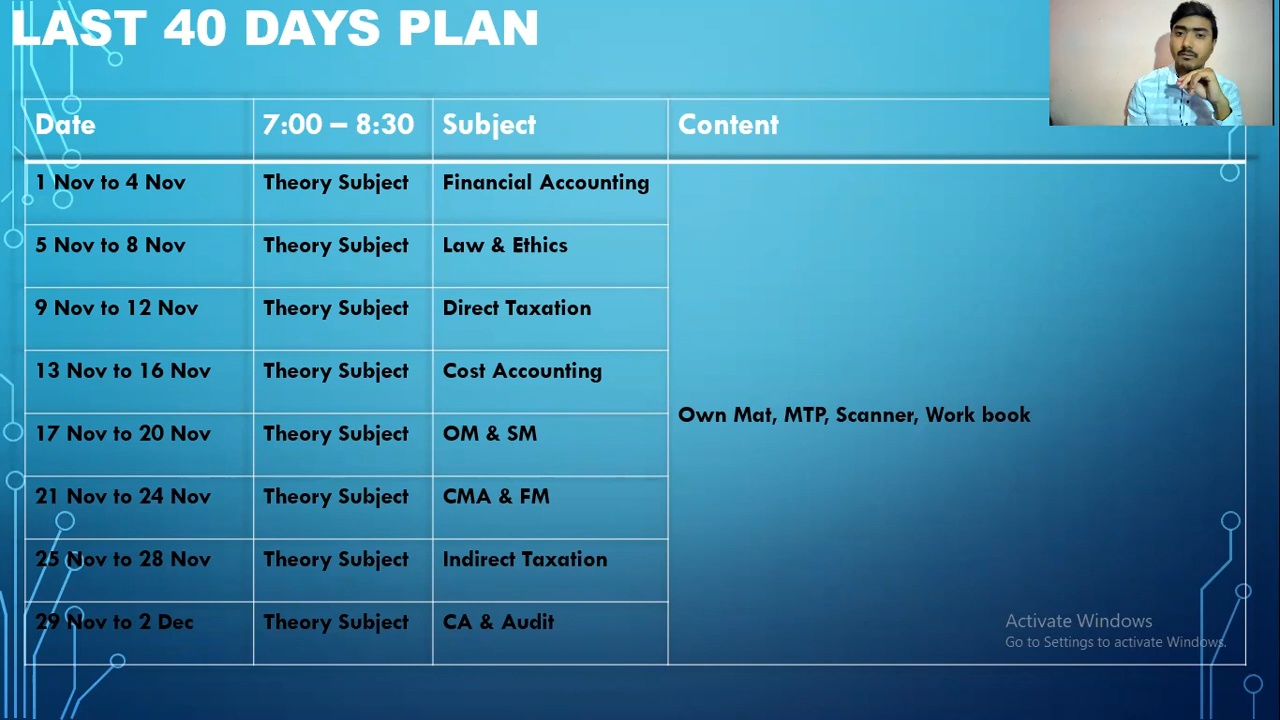 LAST 40 DAYS PLAN
Date 7:00 – 8:30 Subject Content
1 Nov to 4 Nov Theory Subject Financial Accounting
5 Nov to 8 Nov Theory Subject Law & Ethics
9 Nov to 12 Nov Theory Subject Direct Taxation
13 Nov to 16 Nov Theory Subject Cost Accounting
Own Mat, MTP, Scanner, Work book
17 Nov to 20 Nov Theory Subject OM & SM
21 Nov to 24 Nov Theory Subject CMA & FM
25 Nov to 28 Nov Theory Subject Indirect Taxation
29 Nov to 2 Dec Theory Subject CA & Audit
Activate Windows
Go to Settings to activate Windows.